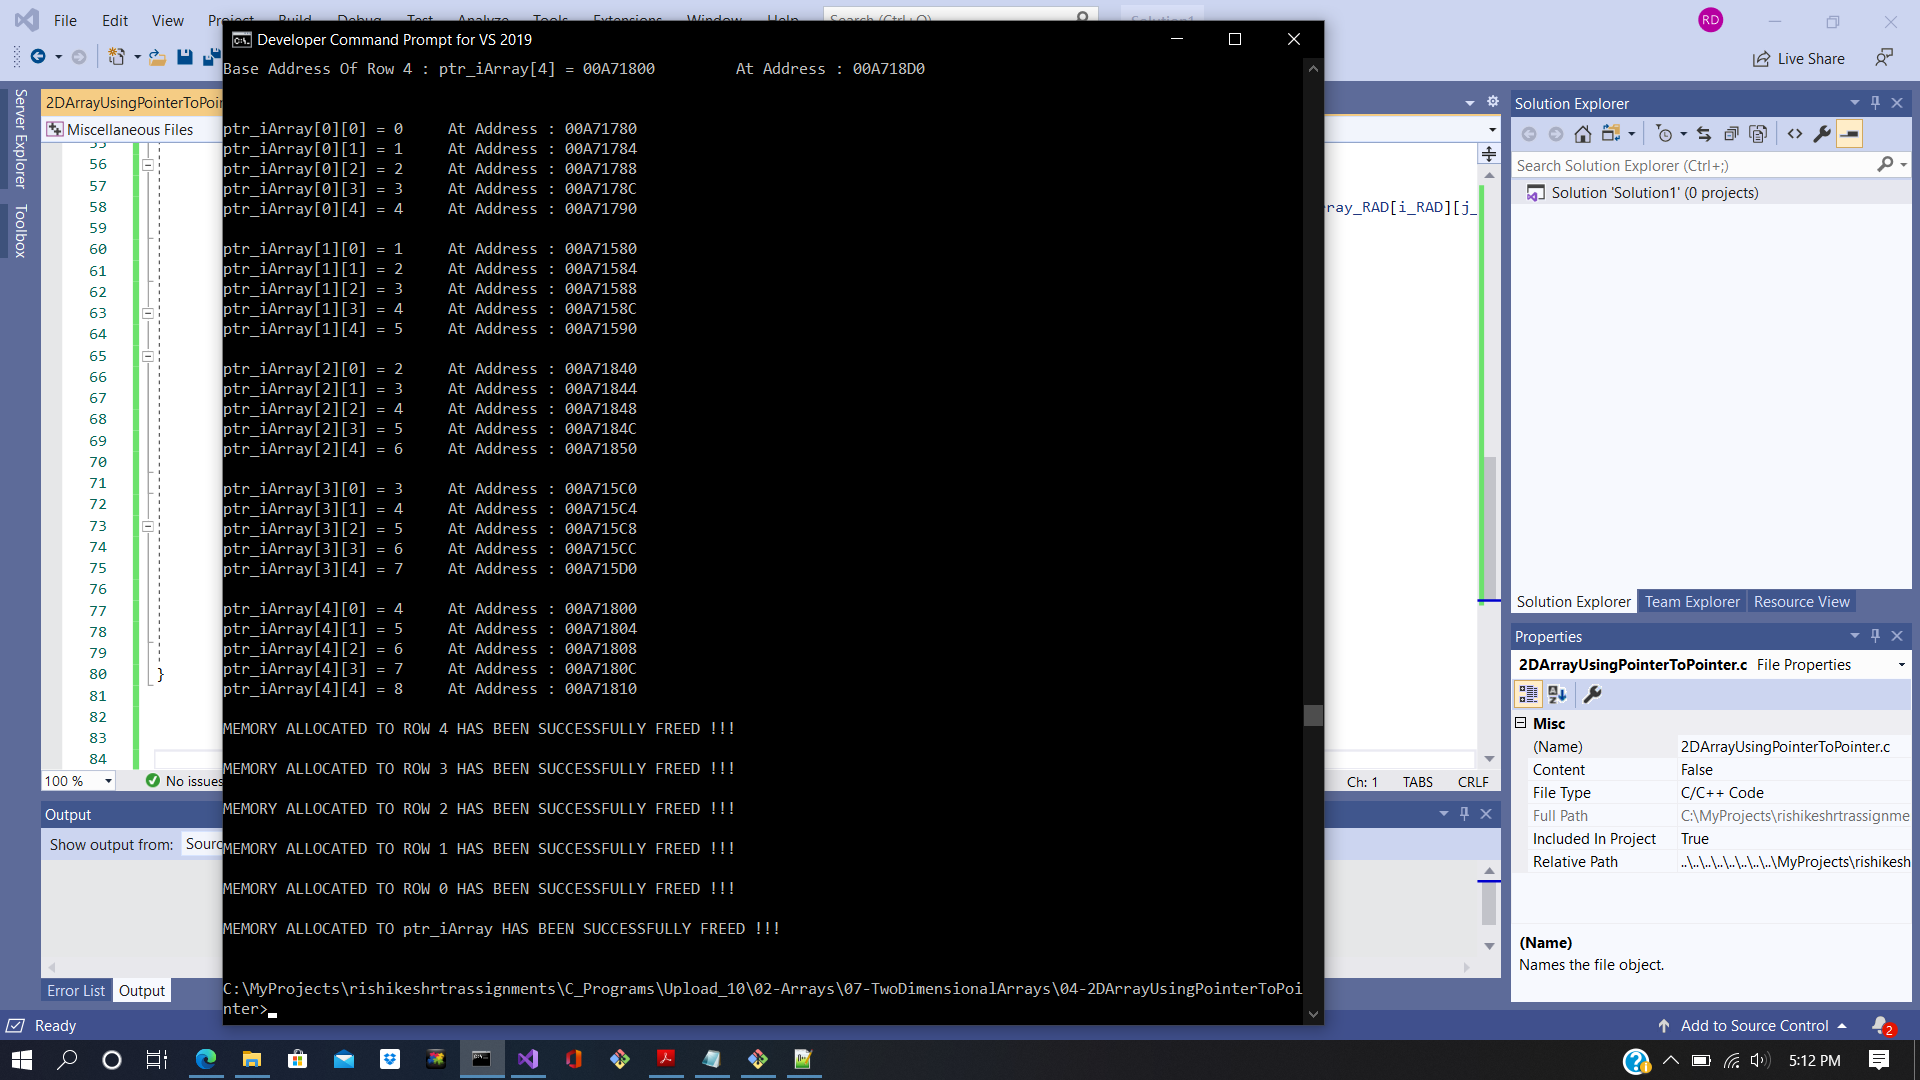 File Edit View Project Build Debug Test Analyze Tools Extensions Window Help Search (Ctrl+Q) Solution1 RD
Live Share
Developer Command Prompt for VS 2019
Base Address Of Row 4 : ptr_iArray[4] = 00A71800 At Address : 00A718D0
ptr_iArray[0][0] = 0 At Address : 00A71780
ptr_iArray[0][1] = 1 At Address : 00A71784
ptr_iArray[0][2] = 2 At Address : 00A71788
ptr_iArray[0][3] = 3 At Address : 00A7178C
ptr_iArray[0][4] = 4 At Address : 00A71790
ptr_iArray[1][0] = 1 At Address : 00A71580
ptr_iArray[1][1] = 2 At Address : 00A71584
ptr_iArray[1][2] = 3 At Address : 00A71588
ptr_iArray[1][3] = 4 At Address : 00A7158C
ptr_iArray[1][4] = 5 At Address : 00A71590
ptr_iArray[2][0] = 2 At Address : 00A71840
ptr_iArray[2][1] = 3 At Address : 00A71844
ptr_iArray[2][2] = 4 At Address : 00A71848
ptr_iArray[2][3] = 5 At Address : 00A7184C
ptr_iArray[2][4] = 6 At Address : 00A71850
ptr_iArray[3][0] = 3 At Address : 00A715C0
ptr_iArray[3][1] = 4 At Address : 00A715C4
ptr_iArray[3][2] = 5 At Address : 00A715C8
ptr_iArray[3][3] = 6 At Address : 00A715CC
ptr_iArray[3][4] = 7 At Address : 00A715D0
ptr_iArray[4][0] = 4 At Address : 00A71800
ptr_iArray[4][1] = 5 At Address : 00A71804
ptr_iArray[4][2] = 6 At Address : 00A71808
ptr_iArray[4][3] = 7 At Address : 00A7180C
ptr_iArray[4][4] = 8 At Address : 00A71810
MEMORY ALLOCATED TO ROW 4 HAS BEEN SUCCESSFULLY FREED !!!
MEMORY ALLOCATED TO ROW 3 HAS BEEN SUCCESSFULLY FREED !!!
MEMORY ALLOCATED TO ROW 2 HAS BEEN SUCCESSFULLY FREED !!!
MEMORY ALLOCATED TO ROW 1 HAS BEEN SUCCESSFULLY FREED !!!
MEMORY ALLOCATED TO ROW 0 HAS BEEN SUCCESSFULLY FREED !!!
MEMORY ALLOCATED TO ptr_iArray HAS BEEN SUCCESSFULLY FREED !!!
C:\MyProjects\rishikeshrtrassignments\C_Programs\Upload_10\02-Arrays\07-TwoDimensionalArrays\04-2DArrayUsingPointerToPoi
nter>
Server Explorer
Toolbox
2DArrayUsingPointerToPoin
Miscellaneous Files
55
56
57
58
59
60
61
62
63
64
65
66
67
68
69
70
71
72
73
74
75
76
77
78
79
80 }
81
82
83
84
rray_RAD[i_RAD][j_
100 % No issues Ch: 1 TABS CRLF
Output
Show output from: Sourc
Error List Output
Solution Explorer
Search Solution Explorer (Ctrl+;)
Solution 'Solution1' (0 projects)
Solution Explorer Team Explorer Resource View
Properties
2DArrayUsingPointerToPointer.c File Properties
Misc
(Name) 2DArrayUsingPointerToPointer.c
Content False
File Type C/C++ Code
Full Path C:\MyProjects\rishikeshrtrassignme
Included In Project True
Relative Path ..\..\..\..\..\..\..\..\MyProjects\rishikesh
(Name)
Names the file object.
Ready Add to Source Control 2
5:12 PM